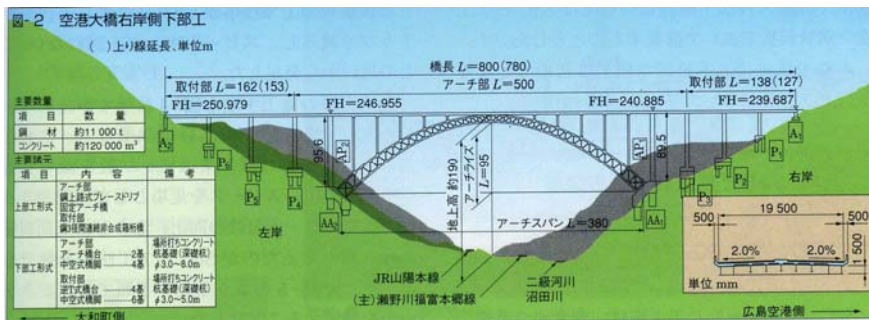 図-2 空港大橋右岸側下部工
( )上り線延長、単位m
橋長L=800(780)
取付部L=162(153)
アーチ部L=500
取付部L=138(127)
FH=250.979
FH=246.955
FH=240.885
FH=239.687
主要数量
項 目 数 量
鋼 材 約11 000 t
コンクリート 約120 000 m³
主要諸元
項 目 内 容 備 考
上部工形式
アーチ部
鋼上路式ブレースドリブ
固定アーチ橋
取付部
鋼3径間連続非合成箱桁橋
下部工形式
アーチ部
アーチ橋台 2基
中空式橋脚 4基
場所打ちコンクリート
杭基礎(深礎杭)
φ3.0~8.0m
取付部
逆T式橋台 4基
中空式橋脚 6基
場所打ちコンクリート
杭基礎(深礎杭)
φ3.0~5.0m
A2
P6
P5
P4
AP2
AA2
95.6
地上高 約190
アーチライズ
L=95
アーチスパンL=380
89.5
AP1
AA1
P3
P2
P1
A1
左岸
右岸
JR山陽本線
(主)瀬野川福富本郷線
二級河川
沼田川
19 500
500
500
2.0%
2.0%
500
単位 mm
大和町側
広島空港側